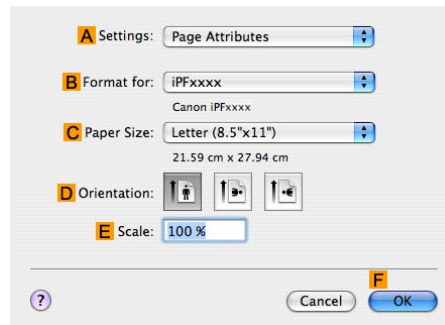 A Settings: Page Attributes
B Format for: iPFxxxx
Canon iPFxxxx
C Paper Size: Letter (8.5"x11")
21.59 cm x 27.94 cm
D Orientation:
E Scale: 100 %
F
? Cancel OK